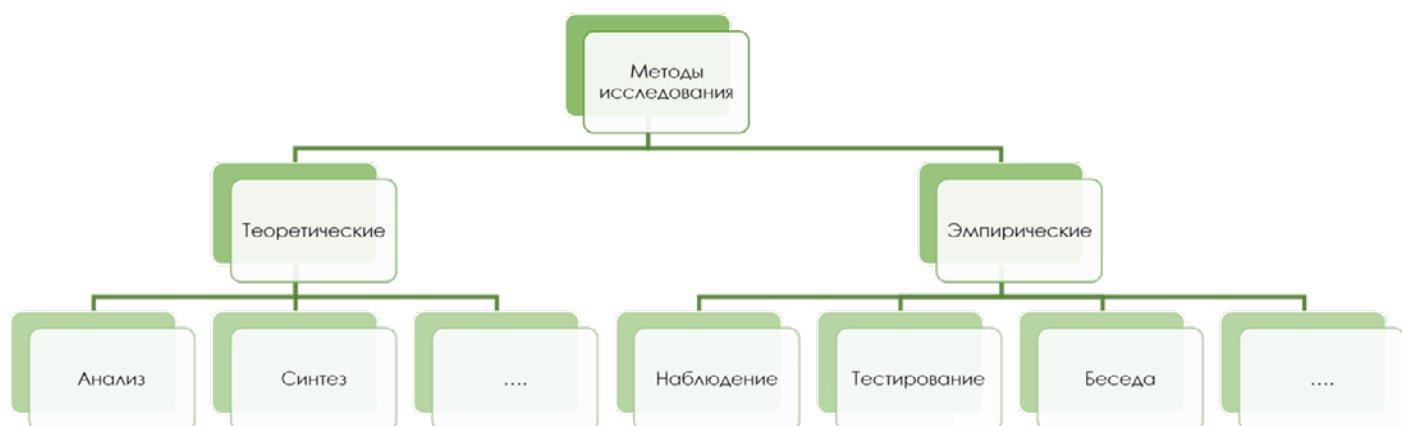 Методы
исследования
Теоретические
Эмпирические
Анализ
Синтез
....
Наблюдение
Тестирование
Беседа
....